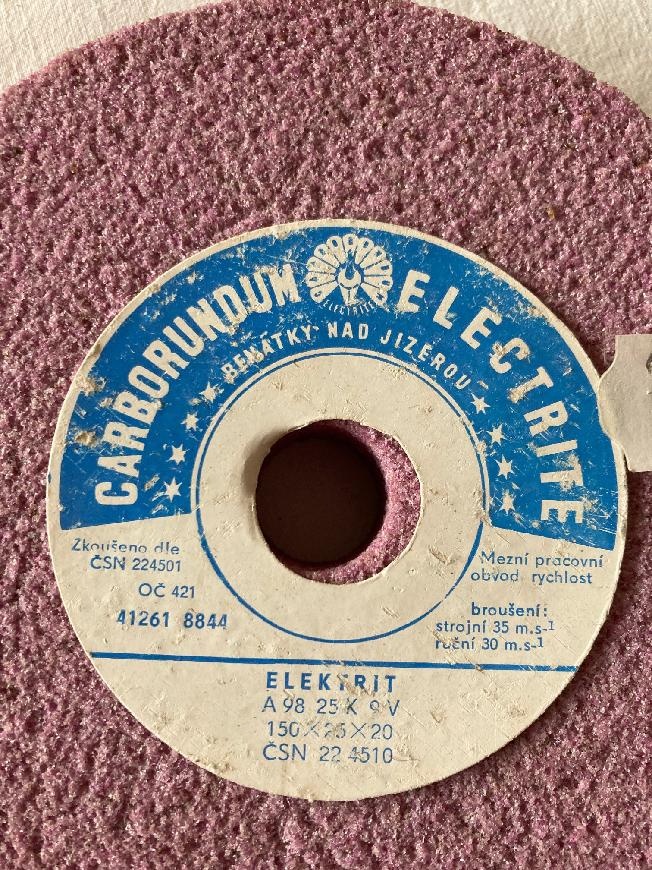 CARBORUNDUM ELECTRITE
ELECTRITE
BENÁTKY NAD JIZEROU
Zkoušeno dle
ČSN 224501
OČ 421
41261 8844
Mezní pracovní
obvod. rychlost
broušení:
strojní 35 m.s-1
ruční 30 m.s-1
ELEKTRIT
A 98 25 K 9 V
150×25×20
ČSN 22 4510